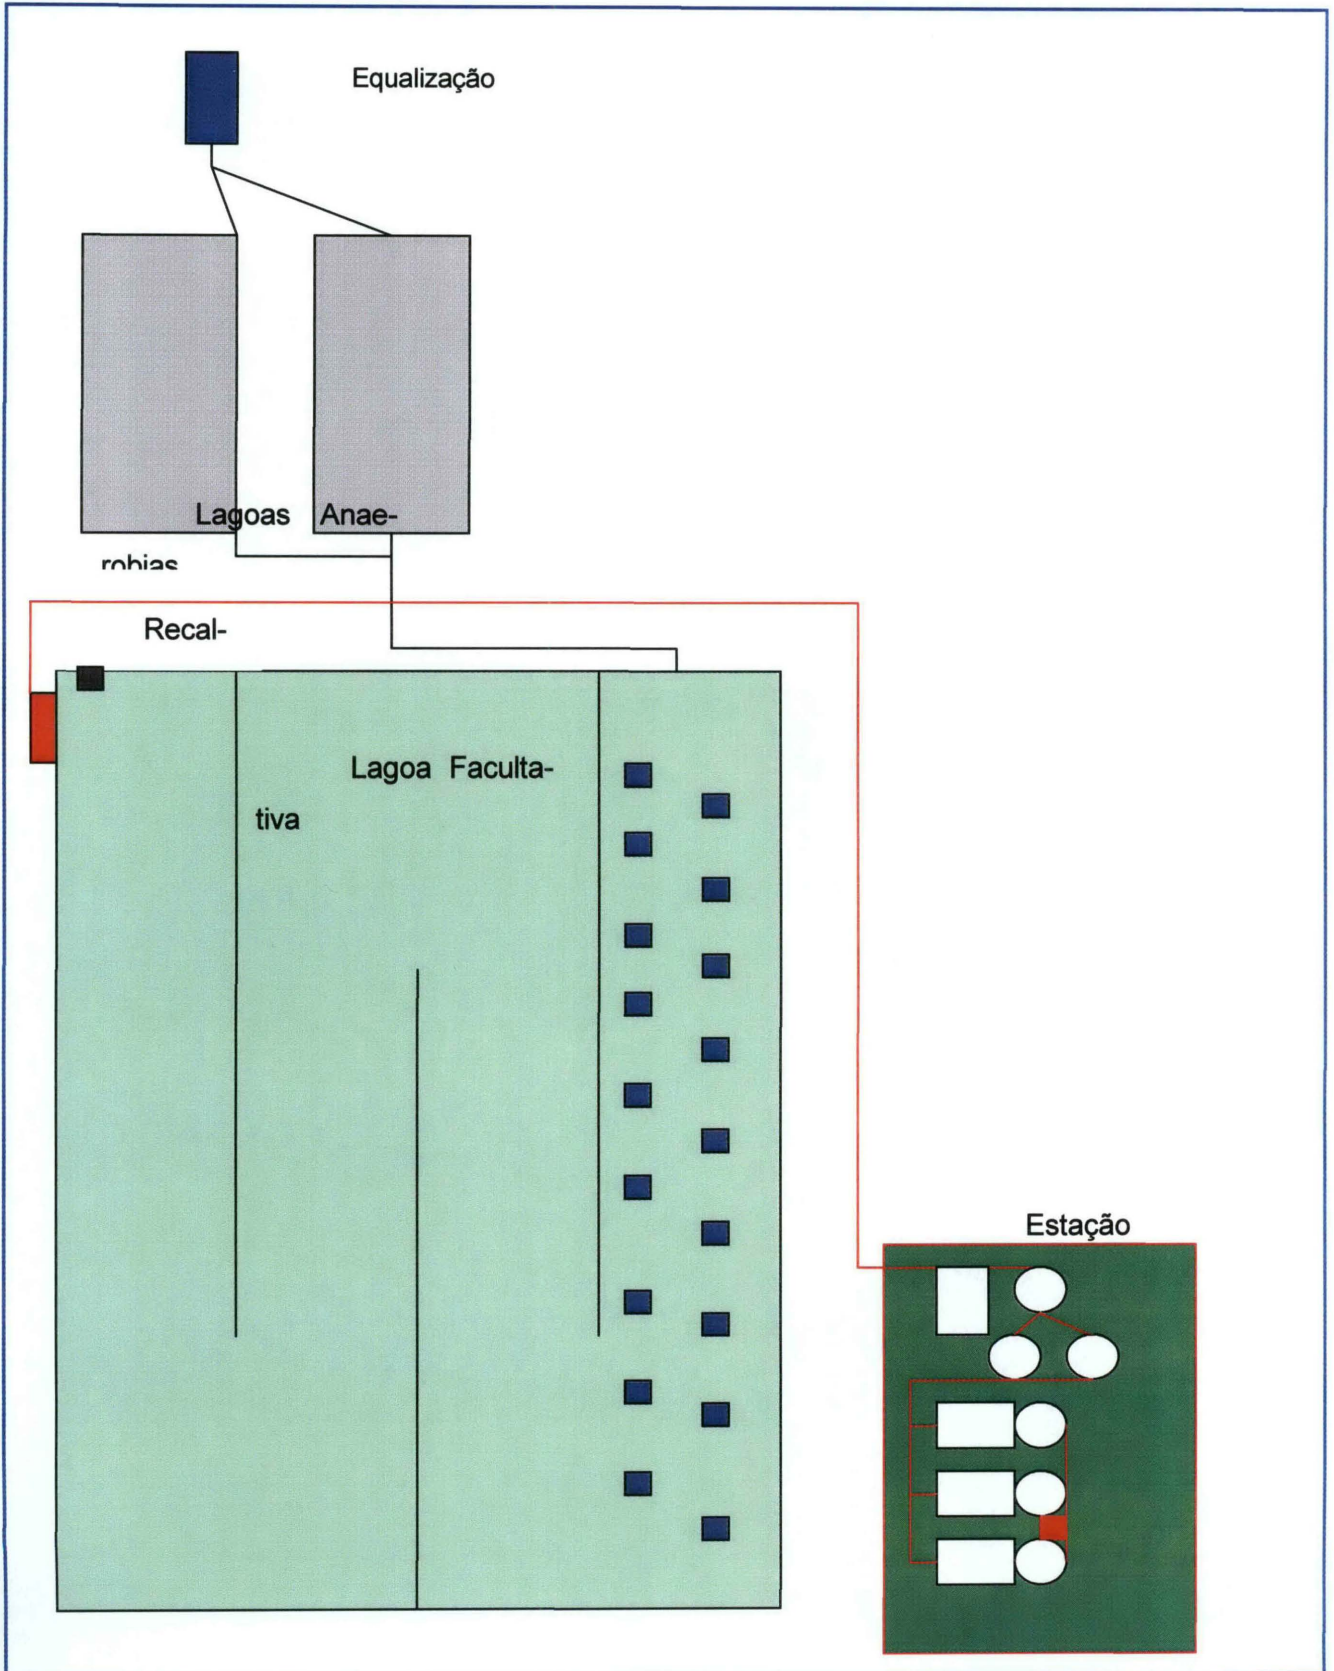 Equalização
Lagoas Anae-
robias
Recal-
Lagoa Faculta-
tiva
Estação